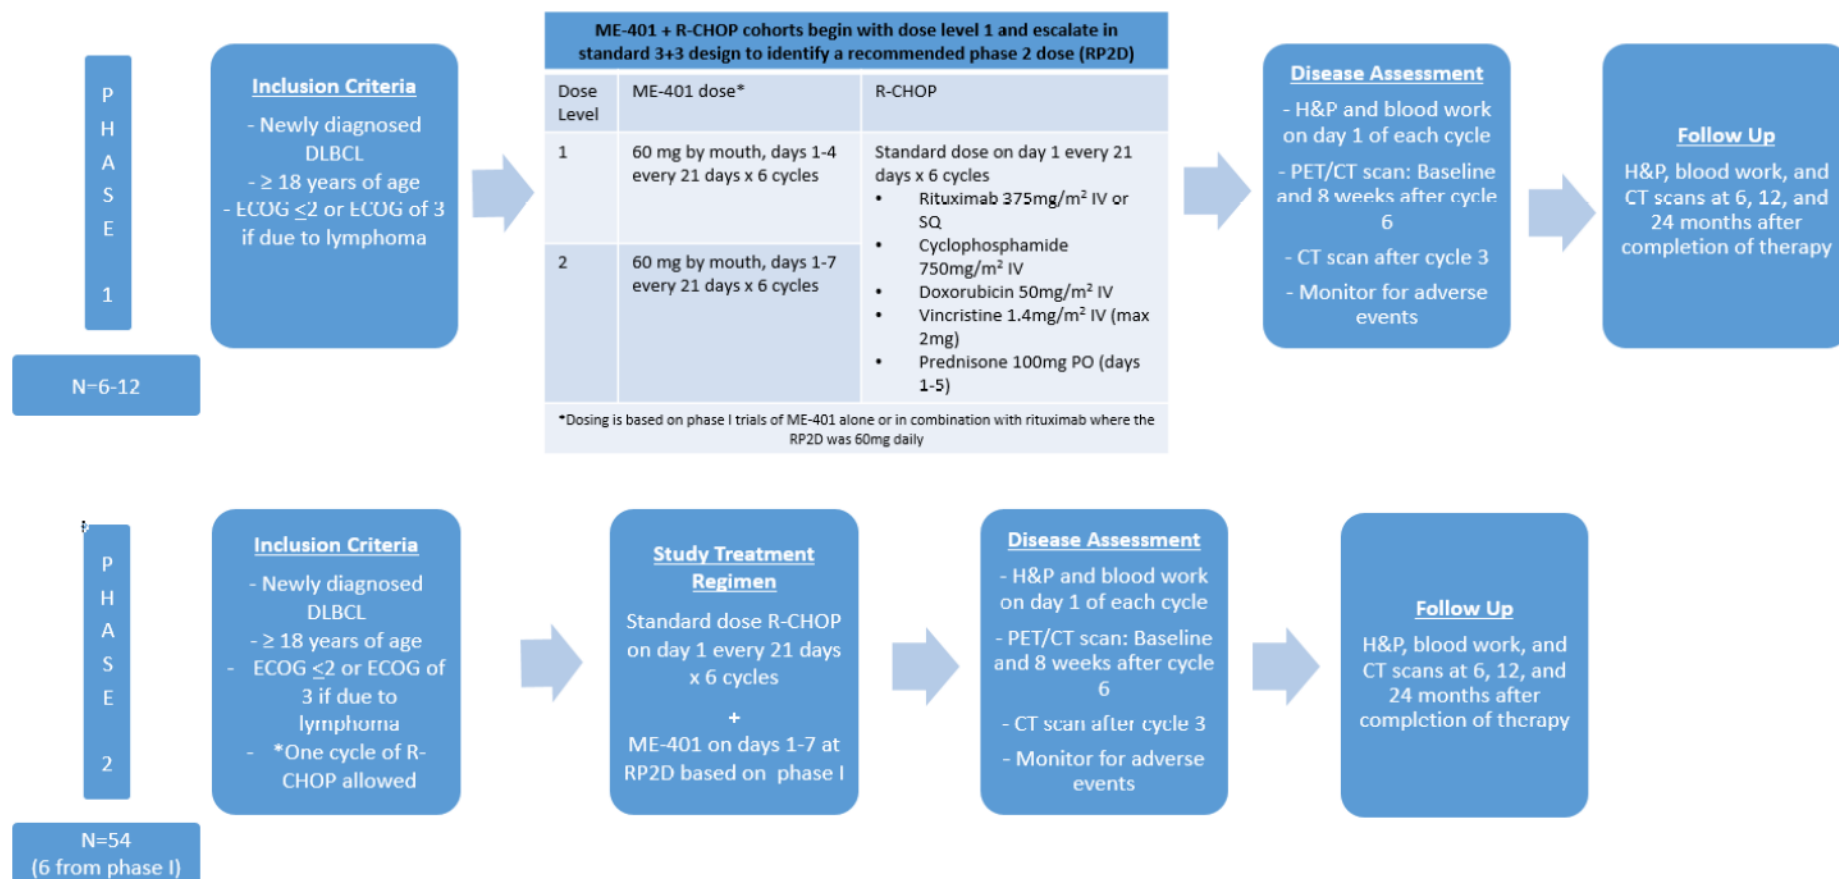 P
H
A
S
E
1
N=6-12
Inclusion Criteria
- Newly diagnosed
DLBCL
- ≥ 18 years of age
- ECOG ≤2 or ECOG of 3
if due to lymphoma
ME-401 + R-CHOP cohorts begin with dose level 1 and escalate in
standard 3+3 design to identify a recommended phase 2 dose (RP2D)
Dose
Level
ME-401 dose*
R-CHOP
1
60 mg by mouth, days 1-4
every 21 days x 6 cycles
2
60 mg by mouth, days 1-7
every 21 days x 6 cycles
Standard dose on day 1 every 21
days x 6 cycles
• Rituximab 375mg/m² IV or
SQ
• Cyclophosphamide
750mg/m² IV
• Doxorubicin 50mg/m² IV
• Vincristine 1.4mg/m² IV (max
2mg)
• Prednisone 100mg PO (days
1-5)
*Dosing is based on phase I trials of ME-401 alone or in combination with rituximab where the
RP2D was 60mg daily
Disease Assessment
- H&P and blood work
on day 1 of each cycle
- PET/CT scan: Baseline
and 8 weeks after cycle
6
- CT scan after cycle 3
- Monitor for adverse
events
Follow Up
H&P, blood work, and
CT scans at 6, 12, and
24 months after
completion of therapy
P
H
A
S
E
2
N=54
(6 from phase I)
Inclusion Criteria
- Newly diagnosed
DLBCL
- ≥ 18 years of age
- ECOG ≤2 or ECOG of
3 if due to
lymphoma
- *One cycle of R-
CHOP allowed
Study Treatment
Regimen
Standard dose R-CHOP
on day 1 every 21 days
x 6 cycles
+
ME-401 on days 1-7 at
RP2D based on phase I
Disease Assessment
- H&P and blood work
on day 1 of each cycle
- PET/CT scan: Baseline
and 8 weeks after cycle
6
- CT scan after cycle 3
- Monitor for adverse
events
Follow Up
H&P, blood work, and
CT scans at 6, 12, and
24 months after
completion of therapy